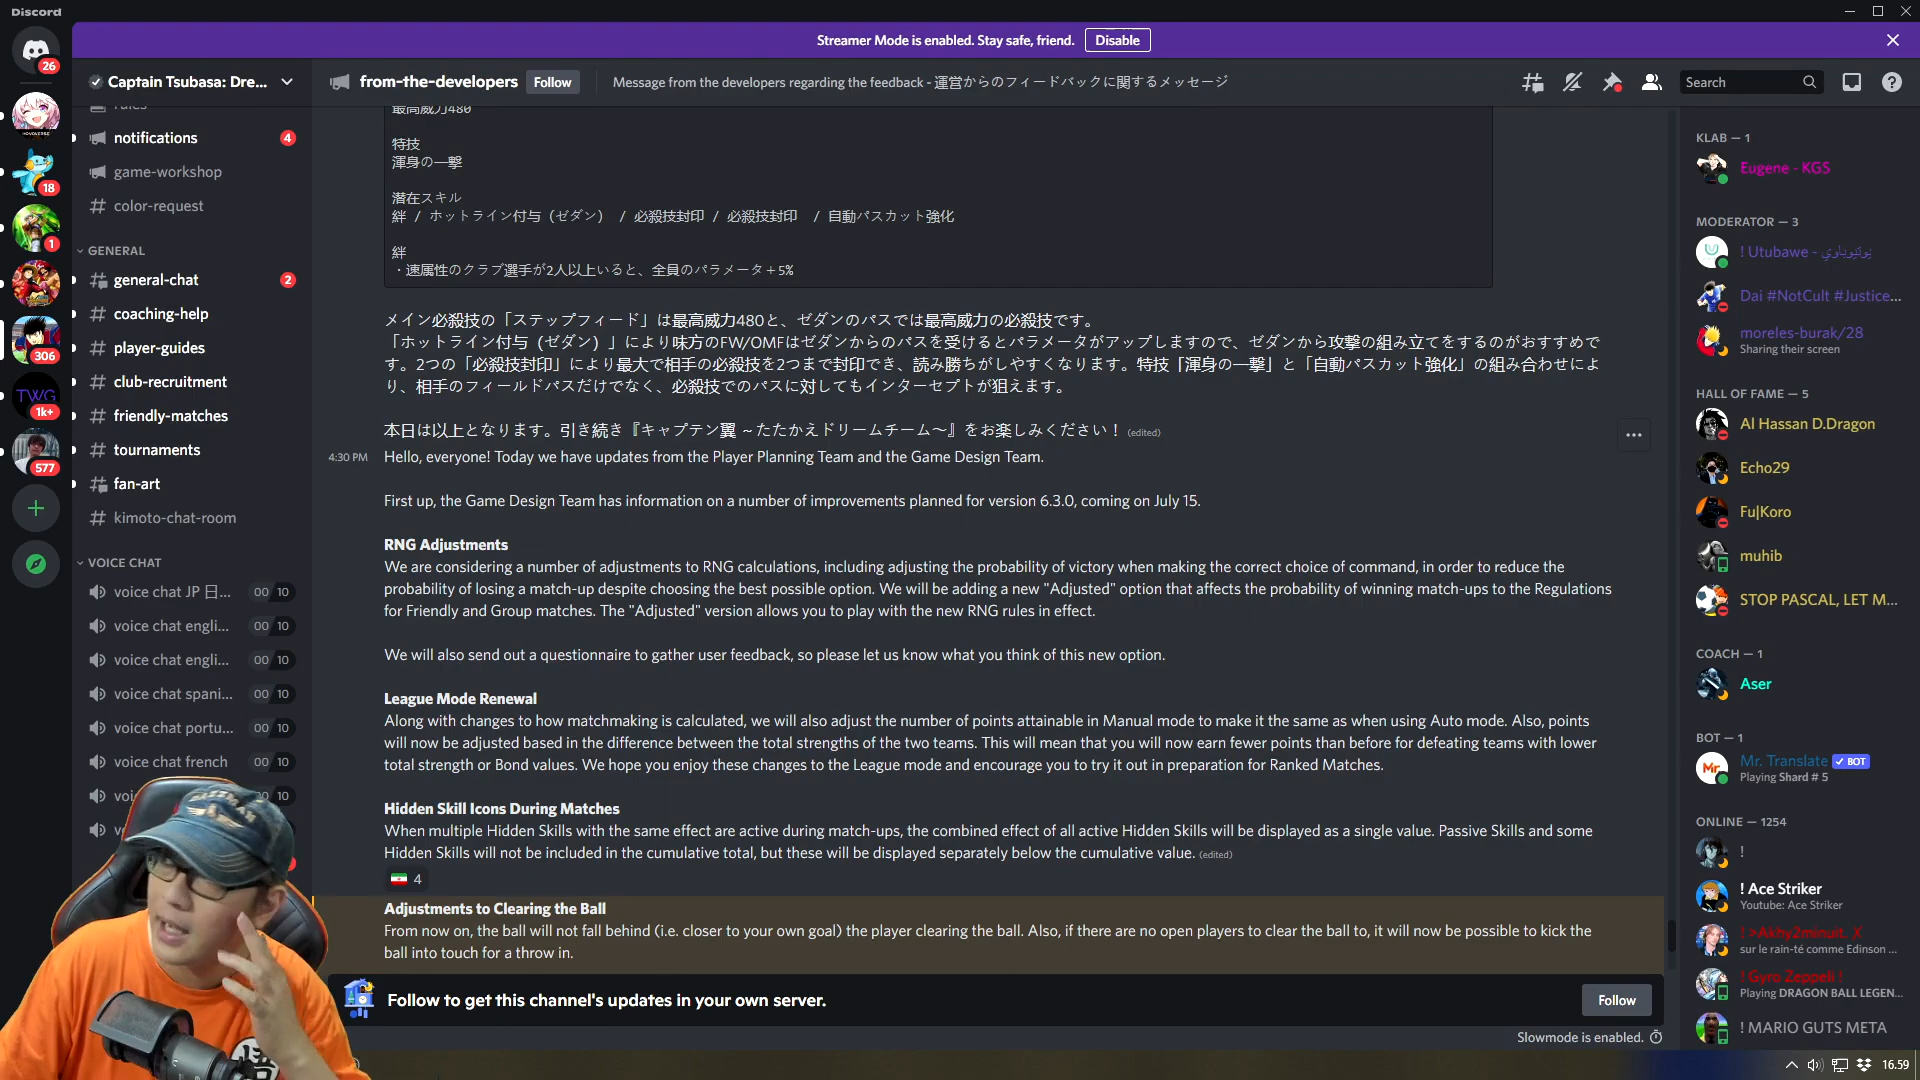 Discord
Streamer Mode is enabled. Stay safe, friend.
Disable
26
18
1
306
TWG
1k+
577
Captain Tsubasa: Dre...
rules
notifications
4
game-workshop
color-request
GENERAL
general-chat
2
coaching-help
player-guides
club-recruitment
friendly-matches
tournaments
fan-art
kimoto-chat-room
VOICE CHAT
voice chat JP 日...
00 10
voice chat engli...
00 10
voice chat engli...
00 10
voice chat spani...
00 10
voice chat portu...
00 10
voice chat french
00 10
10
from-the-developers
Follow
Message from the developers regarding the feedback - 運営からのフィードバックに関するメッセージ
Search
最高威力480
特技
渾身の一撃
潜在スキル
絆 / ホットライン付与（ゼダン） / 必殺技封印 / 必殺技封印 / 自動パスカット強化
絆
・速属性のクラブ選手が2人以上いると、全員のパラメータ＋5%
メイン必殺技の「ステップフィード」は最高威力480と、ゼダンのパスでは最高威力の必殺技です。
「ホットライン付与（ゼダン）」により味方のFW/OMFはゼダンからのパスを受けるとパラメータがアップしますので、ゼダンから攻撃の組み立てをするのがおすすめで
す。2つの「必殺技封印」により最大で相手の必殺技を2つまで封印でき、読み勝ちがしやすくなります。特技「渾身の一撃」と「自動パスカット強化」の組み合わせによ
り、相手のフィールドパスだけでなく、必殺技でのパスに対してもインターセプトが狙えます。
本日は以上となります。引き続き『キャプテン翼 ～たたかえドリームチーム～』をお楽しみください！ (edited)
4:30 PM
Hello, everyone! Today we have updates from the Player Planning Team and the Game Design Team.
First up, the Game Design Team has information on a number of improvements planned for version 6.3.0, coming on July 15.
RNG Adjustments
We are considering a number of adjustments to RNG calculations, including adjusting the probability of victory when making the correct choice of command, in order to reduce the
probability of losing a match-up despite choosing the best possible option. We will be adding a new "Adjusted" option that affects the probability of winning match-ups to the Regulations
for Friendly and Group matches. The "Adjusted" version allows you to play with the new RNG rules in effect.
We will also send out a questionnaire to gather user feedback, so please let us know what you think of this new option.
League Mode Renewal
Along with changes to how matchmaking is calculated, we will also adjust the number of points attainable in Manual mode to make it the same as when using Auto mode. Also, points
will now be adjusted based in the difference between the total strengths of the two teams. This will mean that you will now earn fewer points than before for defeating teams with lower
total strength or Bond values. We hope you enjoy these changes to the League mode and encourage you to try it out in preparation for Ranked Matches.
Hidden Skill Icons During Matches
When multiple Hidden Skills with the same effect are active during match-ups, the combined effect of all active Hidden Skills will be displayed as a single value. Passive Skills and some
Hidden Skills will not be included in the cumulative total, but these will be displayed separately below the cumulative value. (edited)
4
Adjustments to Clearing the Ball
From now on, the ball will not fall behind (i.e. closer to your own goal) the player clearing the ball. Also, if there are no open players to clear the ball to, it will now be possible to kick the
ball into touch for a throw in.
Follow to get this channel's updates in your own server.
Follow
Slowmode is enabled.
KLAB — 1
Eugene - KGS
MODERATOR — 3
! Utubawe -
Dai #NotCult #Justice...
moreles-burak/28
Sharing their screen
HALL OF FAME — 5
Al Hassan D.Dragon
Echo29
Fu|Koro
muhib
STOP PASCAL, LET M...
COACH — 1
Aser
BOT — 1
Mr. Translate
BOT
Playing Shard # 5
ONLINE — 1254
!
! Ace Striker
Youtube: Ace Striker
! >Akhy2minuit. X
sur le rain-té comme Edinson ...
! Gyro Zeppeli !
Playing DRAGON BALL LEGEN...
! MARIO GUTS META
16.59